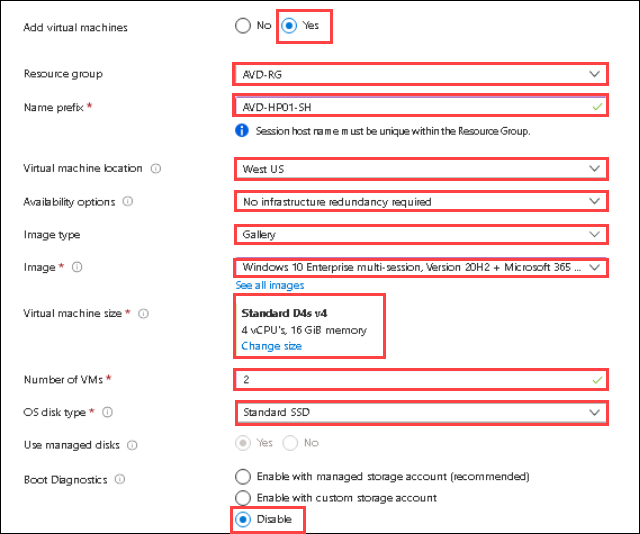 Add virtual machines No Yes
Resource group AVD-RG
Name prefix * AVD-HP01-SH
Session host name must be unique within the Resource Group.
Virtual machine location West US
Availability options No infrastructure redundancy required
Image type Gallery
Image * Windows 10 Enterprise multi-session, Version 20H2 + Microsoft 365 ...
See all images
Virtual machine size * Standard D4s v4
4 vCPU's, 16 GiB memory
Change size
Number of VMs * 2
OS disk type * Standard SSD
Use managed disks Yes No
Boot Diagnostics Enable with managed storage account (recommended)
Enable with custom storage account
Disable